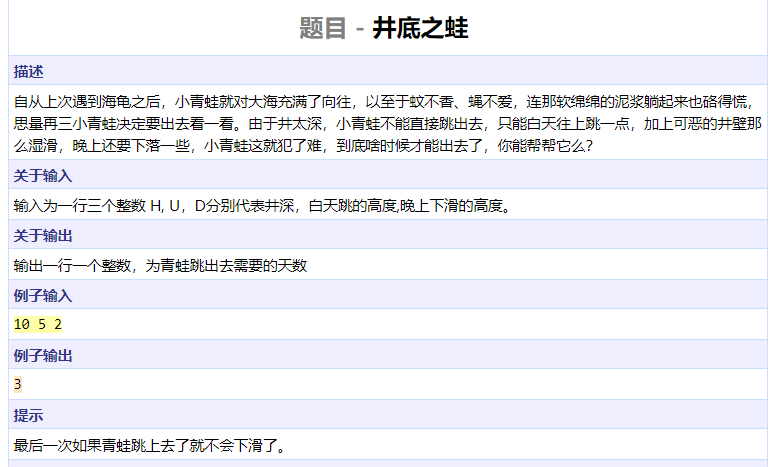 题目 - 井底之蛙
描述
自从上次遇到海龟之后，小青蛙就对大海充满了向往，以至于蚊不香、蝇不爱，连那软绵绵的泥浆躺起来也硌得慌，
思量再三小青蛙决定要出去看一看。由于井太深，小青蛙不能直接跳出去，只能白天往上跳一点，加上可恶的井壁那
么湿滑，晚上还要下落一些，小青蛙这就犯了难，到底啥时候才能出去了，你能帮帮它么？
关于输入
输入为一行三个整数 H, U，D分别代表井深，白天跳的高度,晚上下滑的高度。
关于输出
输出一行一个整数，为青蛙跳出去需要的天数
例子输入
10 5 2
例子输出
3
提示
最后一次如果青蛙跳上去了就不会下滑了。